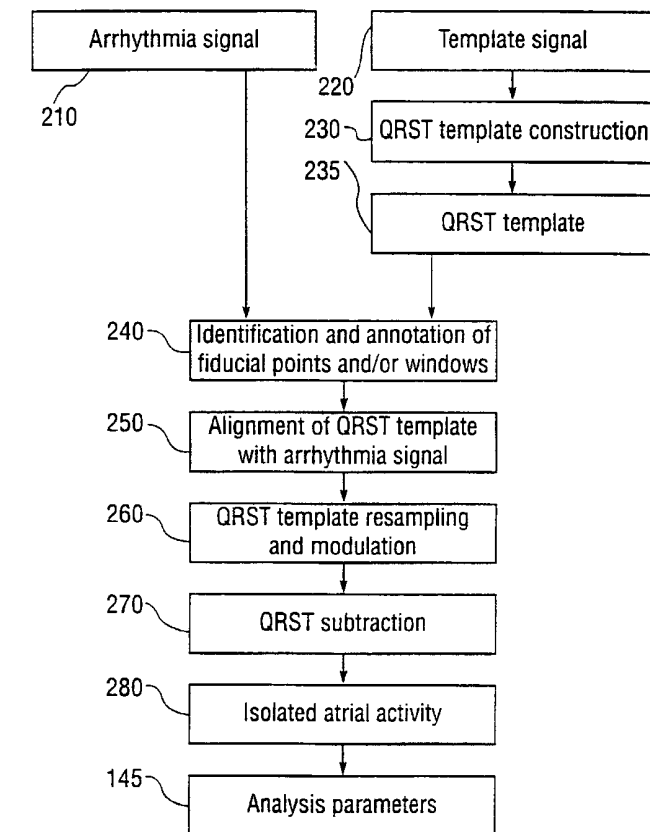 Arrhythmia signal
210
Template signal
220
230
QRST template construction
235
QRST template
240
Identification and annotation of
fiducial points and/or windows
250
Alignment of QRST template
with arrhythmia signal
260
QRST template resampling
and modulation
270
QRST subtraction
280
Isolated atrial activity
145
Analysis parameters